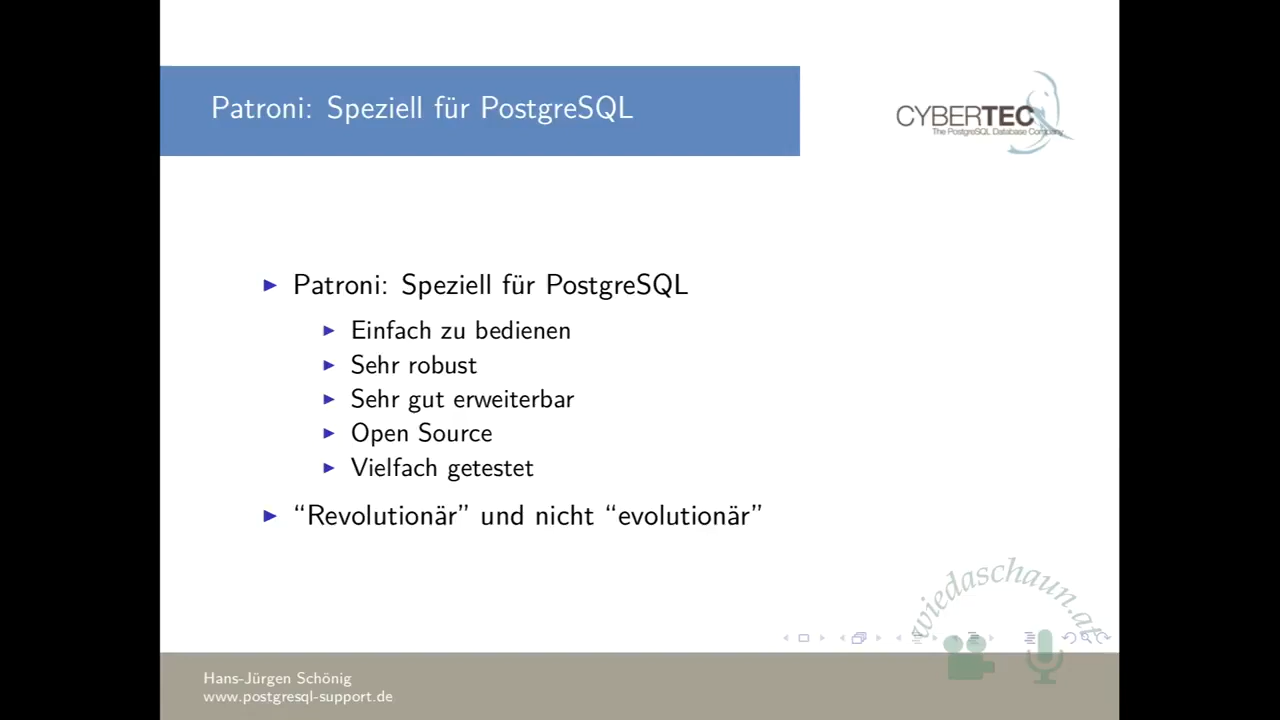 Patroni: Speziell für PostgreSQL
CYBERTEC
The PostgreSQL Database Company
Patroni: Speziell für PostgreSQL
Einfach zu bedienen
Sehr robust
Sehr gut erweiterbar
Open Source
Vielfach getestet
“Revolutionär” und nicht “evolutionär”
wiedaschaun.at
Hans-Jürgen Schönig
www.postgresql-support.de